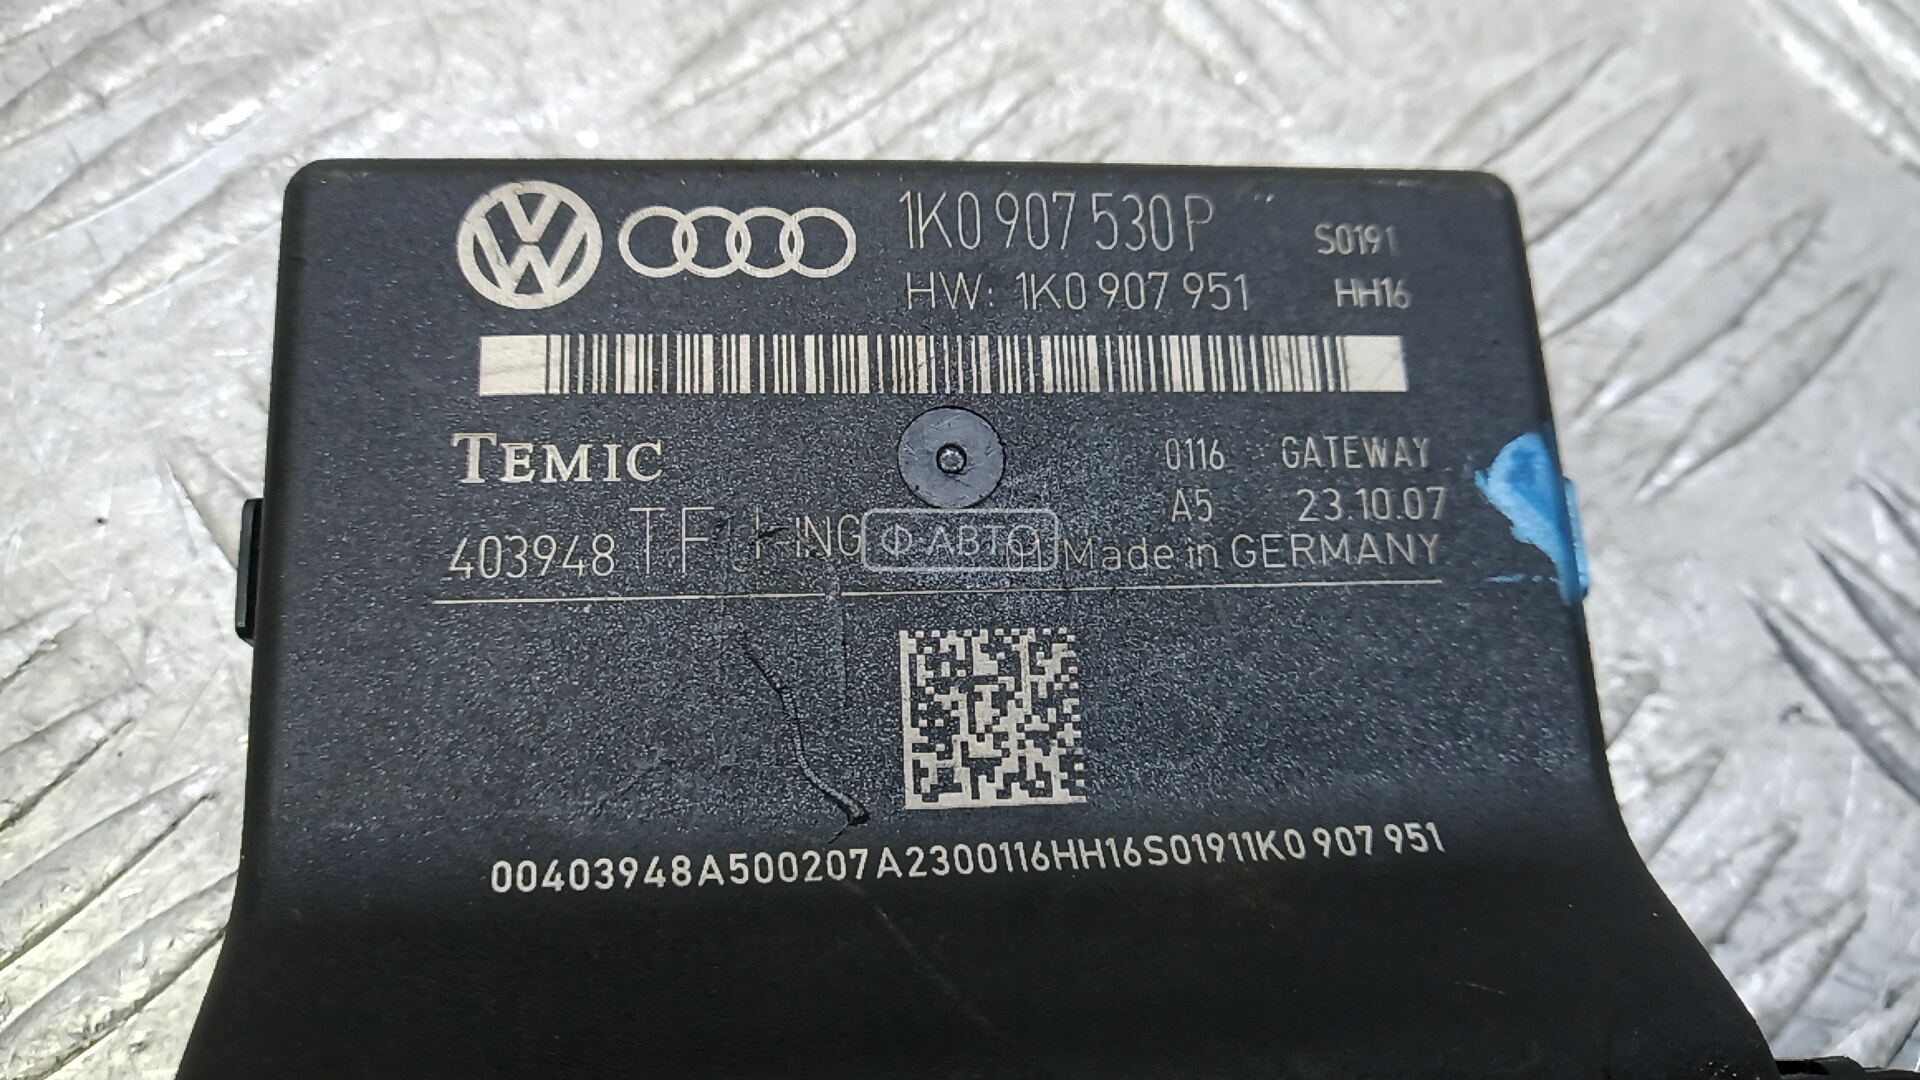 1K0 907 530 P S0191
HW: 1K0 907 951 HH16
TEMIC
0116 GATEWAY
A5 23.10.07
403948
Ф-АВТО
01 Made in GERMANY
00403948A500207A2300116HH16S01911K0 907 951